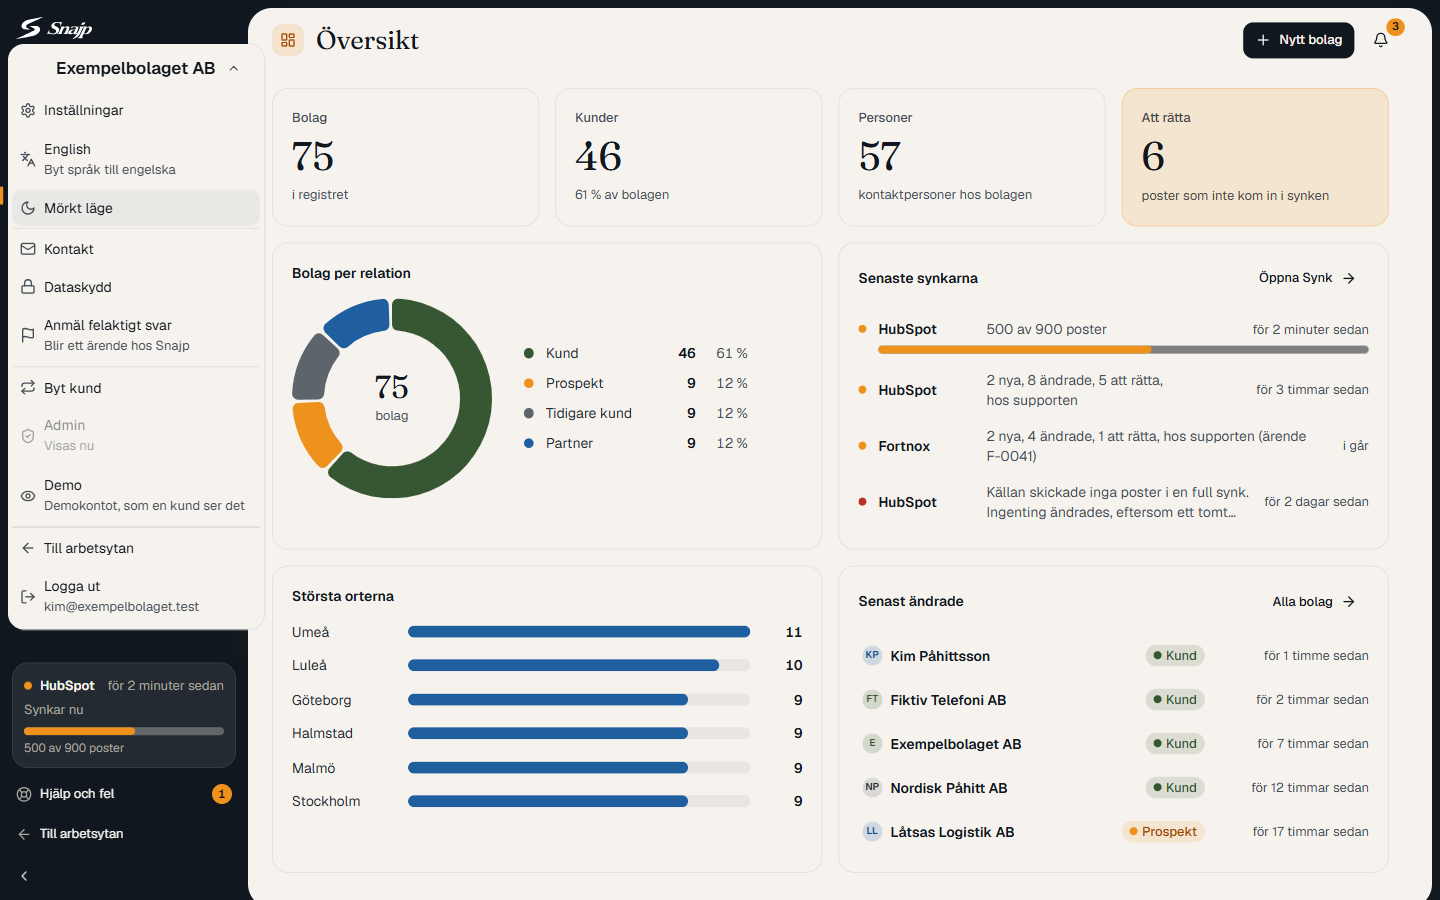 Snajp
Exempelbolaget AB
Inställningar
English
Byt språk till engelska
Mörkt läge
Kontakt
Dataskydd
Anmäl felaktigt svar
Blir ett ärende hos Snajp
Byt kund
Admin
Visas nu
Demo
Demokontot, som en kund ser det
Till arbetsytan
Logga ut
kim@exempelbolaget.test
HubSpot för 2 minuter sedan
Synkar nu
500 av 900 poster
Hjälp och fel 1
Till arbetsytan
Översikt
Nytt bolag
3
Bolag
75
i registret
Kunder
46
61 % av bolagen
Personer
57
kontaktpersoner hos bolagen
Att rätta
6
poster som inte kom in i synken
Bolag per relation
75
bolag
Kund 46 61 %
Prospekt 9 12 %
Tidigare kund 9 12 %
Partner 9 12 %
Senaste synkarna
Öppna Synk
HubSpot 500 av 900 poster för 2 minuter sedan
HubSpot 2 nya, 8 ändrade, 5 att rätta, för 3 timmar sedan
hos supporten
Fortnox 2 nya, 4 ändrade, 1 att rätta, hos supporten (ärende i går
F-0041)
HubSpot Källan skickade inga poster i en full synk. för 2 dagar sedan
Ingenting ändrades, eftersom ett tomt…
Största orterna
Umeå 11
Luleå 10
Göteborg 9
Halmstad 9
Malmö 9
Stockholm 9
Senast ändrade
Alla bolag
KP Kim Påhittsson Kund för 1 timme sedan
FT Fiktiv Telefoni AB Kund för 2 timmar sedan
E Exempelbolaget AB Kund för 7 timmar sedan
NP Nordisk Påhitt AB Kund för 12 timmar sedan
LL Låtsas Logistik AB Prospekt för 17 timmar sedan